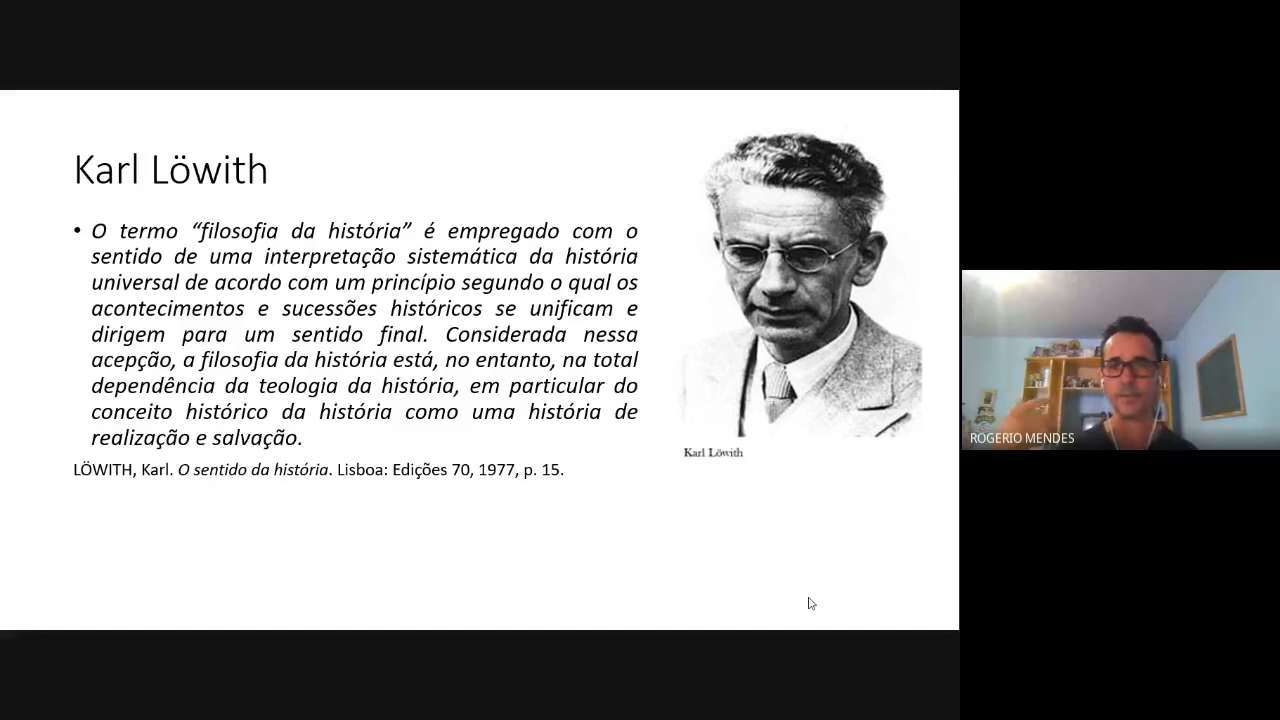 Karl Löwith
• O termo “filosofia da história” é empregado com o
sentido de uma interpretação sistemática da história
universal de acordo com um princípio segundo o qual os
acontecimentos e sucessões históricos se unificam e
dirigem para um sentido final. Considerada nessa
acepção, a filosofia da história está, no entanto, na total
dependência da teologia da história, em particular do
conceito histórico da história como uma história de
realização e salvação.
LÖWITH, Karl. O sentido da história. Lisboa: Edições 70, 1977, p. 15.
Karl Löwith
ROGERIO MENDES